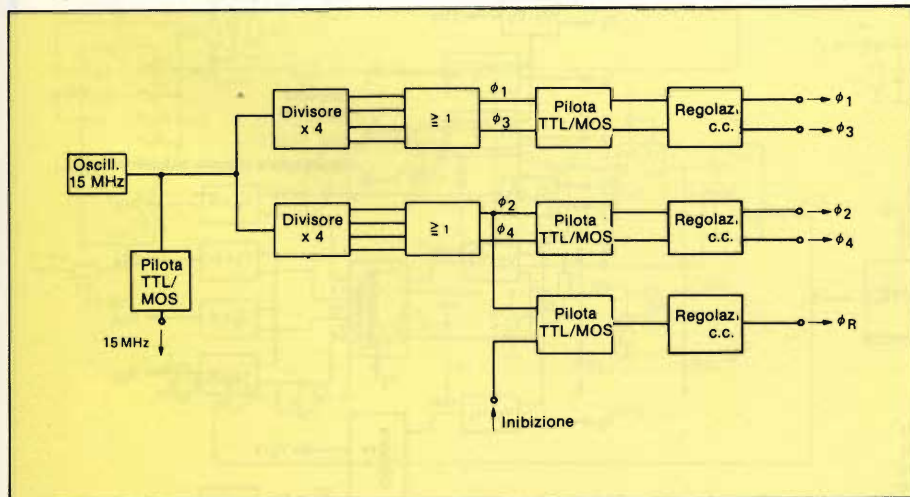 Oscill.
15 MHz
Pilota
TTL/
MOS
15 MHz
Divisore
x 4
≧ 1
ϕ1
ϕ3
Pilota
TTL/MOS
Regolaz.
c.c.
ϕ1
ϕ3
Divisore
x 4
≧ 1
ϕ2
ϕ4
Pilota
TTL/MOS
Regolaz.
c.c.
ϕ2
ϕ4
Pilota
TTL/MOS
Regolaz.
c.c.
ϕR
Inibizione